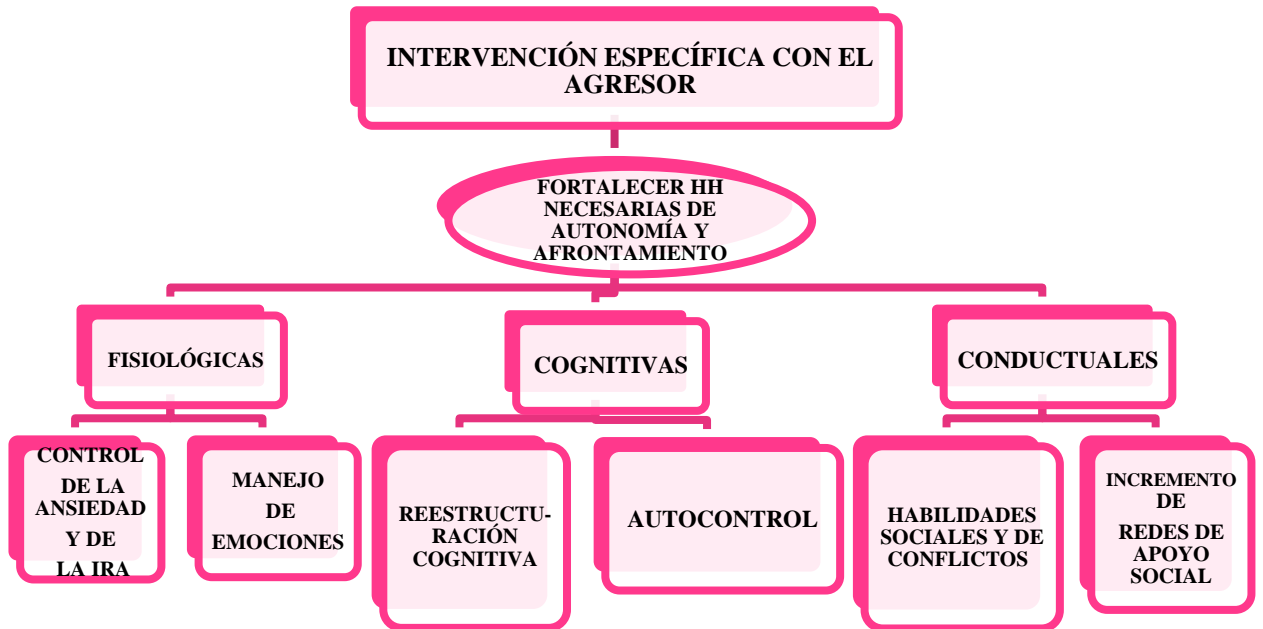 INTERVENCIÓN ESPECÍFICA CON EL
AGRESOR
FORTALECER HH
NECESARIAS DE
AUTONOMÍA Y
AFRONTAMIENTO
FISIOLÓGICAS
COGNITIVAS
CONDUCTUALES
CONTROL
DE LA
ANSIEDAD
Y DE
LA IRA
MANEJO
DE
EMOCIONES
REESTRUCTU-
RACIÓN
COGNITIVA
AUTOCONTROL
HABILIDADES
SOCIALES Y DE
CONFLICTOS
INCREMENTO
DE
REDES DE
APOYO
SOCIAL